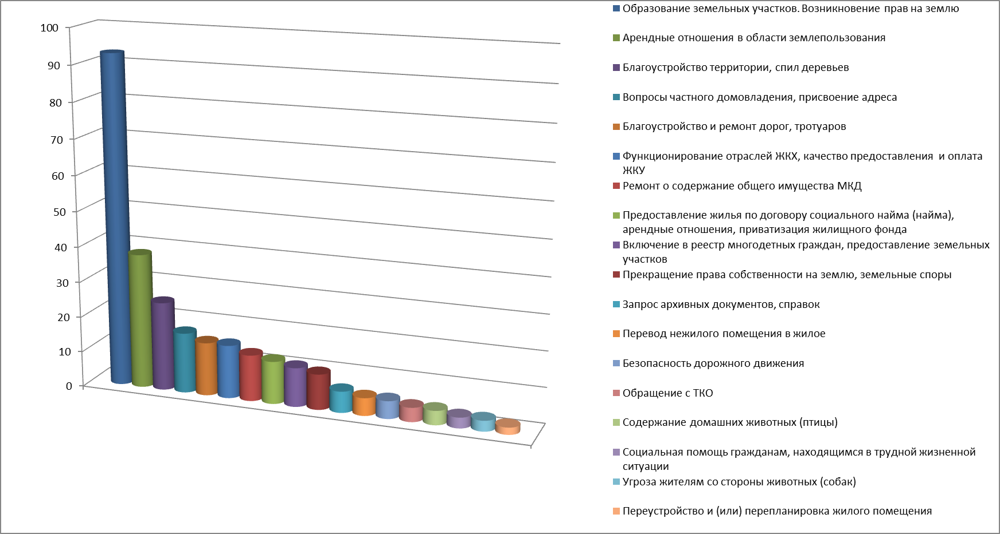 100
90
80
70
60
50
40
30
20
10
0
Образование земельных участков. Возникновение прав на землю
Арендные отношения в области землепользования
Благоустройство территории, спил деревьев
Вопросы частного домовладения, присвоение адреса
Благоустройство и ремонт дорог, тротуаров
Функционирование отраслей ЖКХ, качество предоставления и оплата
ЖКУ
Ремонт о содержание общего имущества МКД
Предоставление жилья по договору социального найма (найма),
арендные отношения, приватизация жилищного фонда
Включение в реестр многодетных граждан, предоставление земельных
участков
Прекращение права собственности на землю, земельные споры
Запрос архивных документов, справок
Перевод нежилого помещения в жилое
Безопасность дорожного движения
Обращение с ТКО
Содержание домашних животных (птицы)
Социальная помощь гражданам, находящимся в трудной жизненной
ситуации
Угроза жителям со стороны животных (собак)
Переустройство и (или) перепланировка жилого помещения